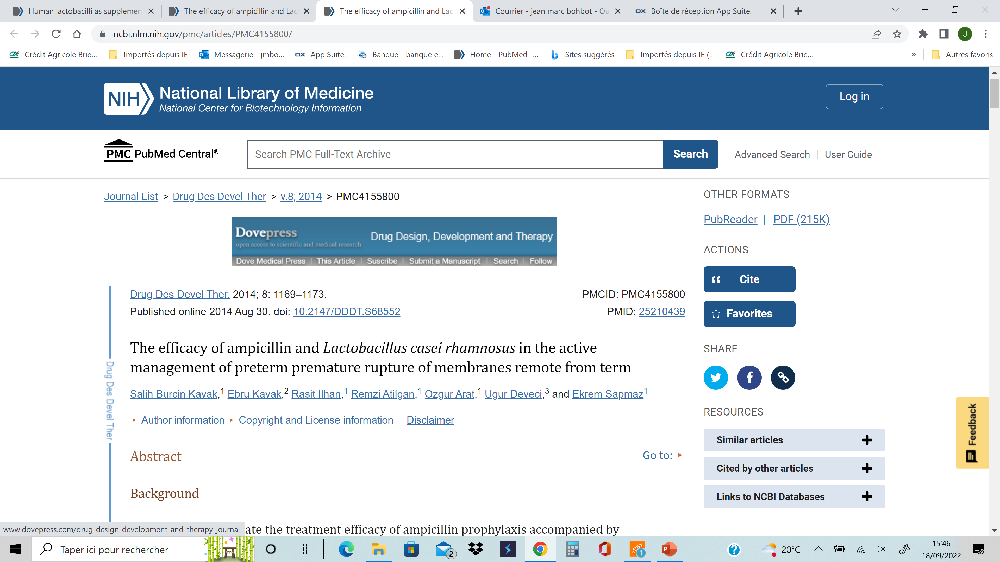 Human lactobacilli as supplemen
The efficacy of ampicillin and Lac
The efficacy of ampicillin and Lac
Courrier - jean marc bohbot - Ou
OX Boîte de réception App Suite.
ncbi.nlm.nih.gov/pmc/articles/PMC4155800/
J
Crédit Agricole Brie...
Importés depuis IE
Messagerie - jmbo...
OX App Suite.
Banque - banque e...
Home - PubMed -...
Sites suggérés
Importés depuis IE (...
Crédit Agricole Brie...
»
Autres favoris
NIH National Library of Medicine
National Center for Biotechnology Information
Log in
PMC PubMed Central®
Search PMC Full-Text Archive
Search
Advanced Search
User Guide
Journal List > Drug Des Devel Ther > v.8; 2014 > PMC4155800
Dovepress
open access to scientific and medical research
Drug Design, Development and Therapy
Dove Medical Press | This Article | Suscribe | Submit a Manuscript | Search | Follow
Drug Des Devel Ther. 2014; 8: 1169–1173.
PMCID: PMC4155800
Published online 2014 Aug 30. doi: 10.2147/DDDT.S68552
PMID: 25210439
The efficacy of ampicillin and Lactobacillus casei rhamnosus in the active
management of preterm premature rupture of membranes remote from term
Salih Burcin Kavak,1 Ebru Kavak,2 Rasit Ilhan,1 Remzi Atilgan,1 Ozgur Arat,1 Ugur Deveci,3 and Ekrem Sapmaz1
Author information
Copyright and License information
Disclaimer
Abstract
Go to:
Background
ate the treatment efficacy of ampicillin prophylaxis accompanied by
Drug Des Devel Ther
OTHER FORMATS
PubReader | PDF (215K)
ACTIONS
Cite
Favorites
SHARE
RESOURCES
Similar articles
Cited by other articles
Links to NCBI Databases
Feedback
www.dovepress.com/drug-design-development-and-therapy-journal
Taper ici pour rechercher
2
1
P
20°C
15:46
18/09/2022